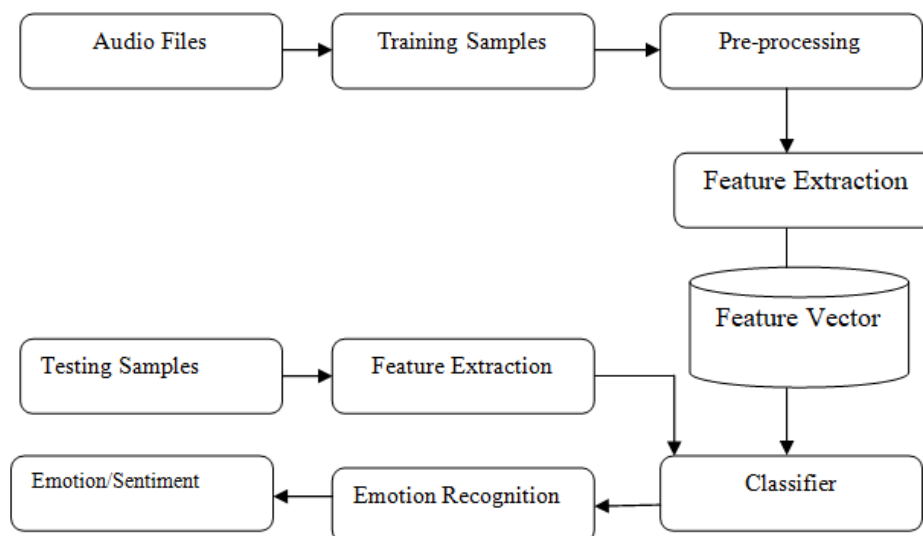 Audio Files
Training Samples
Pre-processing
Feature Extraction
Feature Vector
Testing Samples
Feature Extraction
Emotion/Sentiment
Emotion Recognition
Classifier